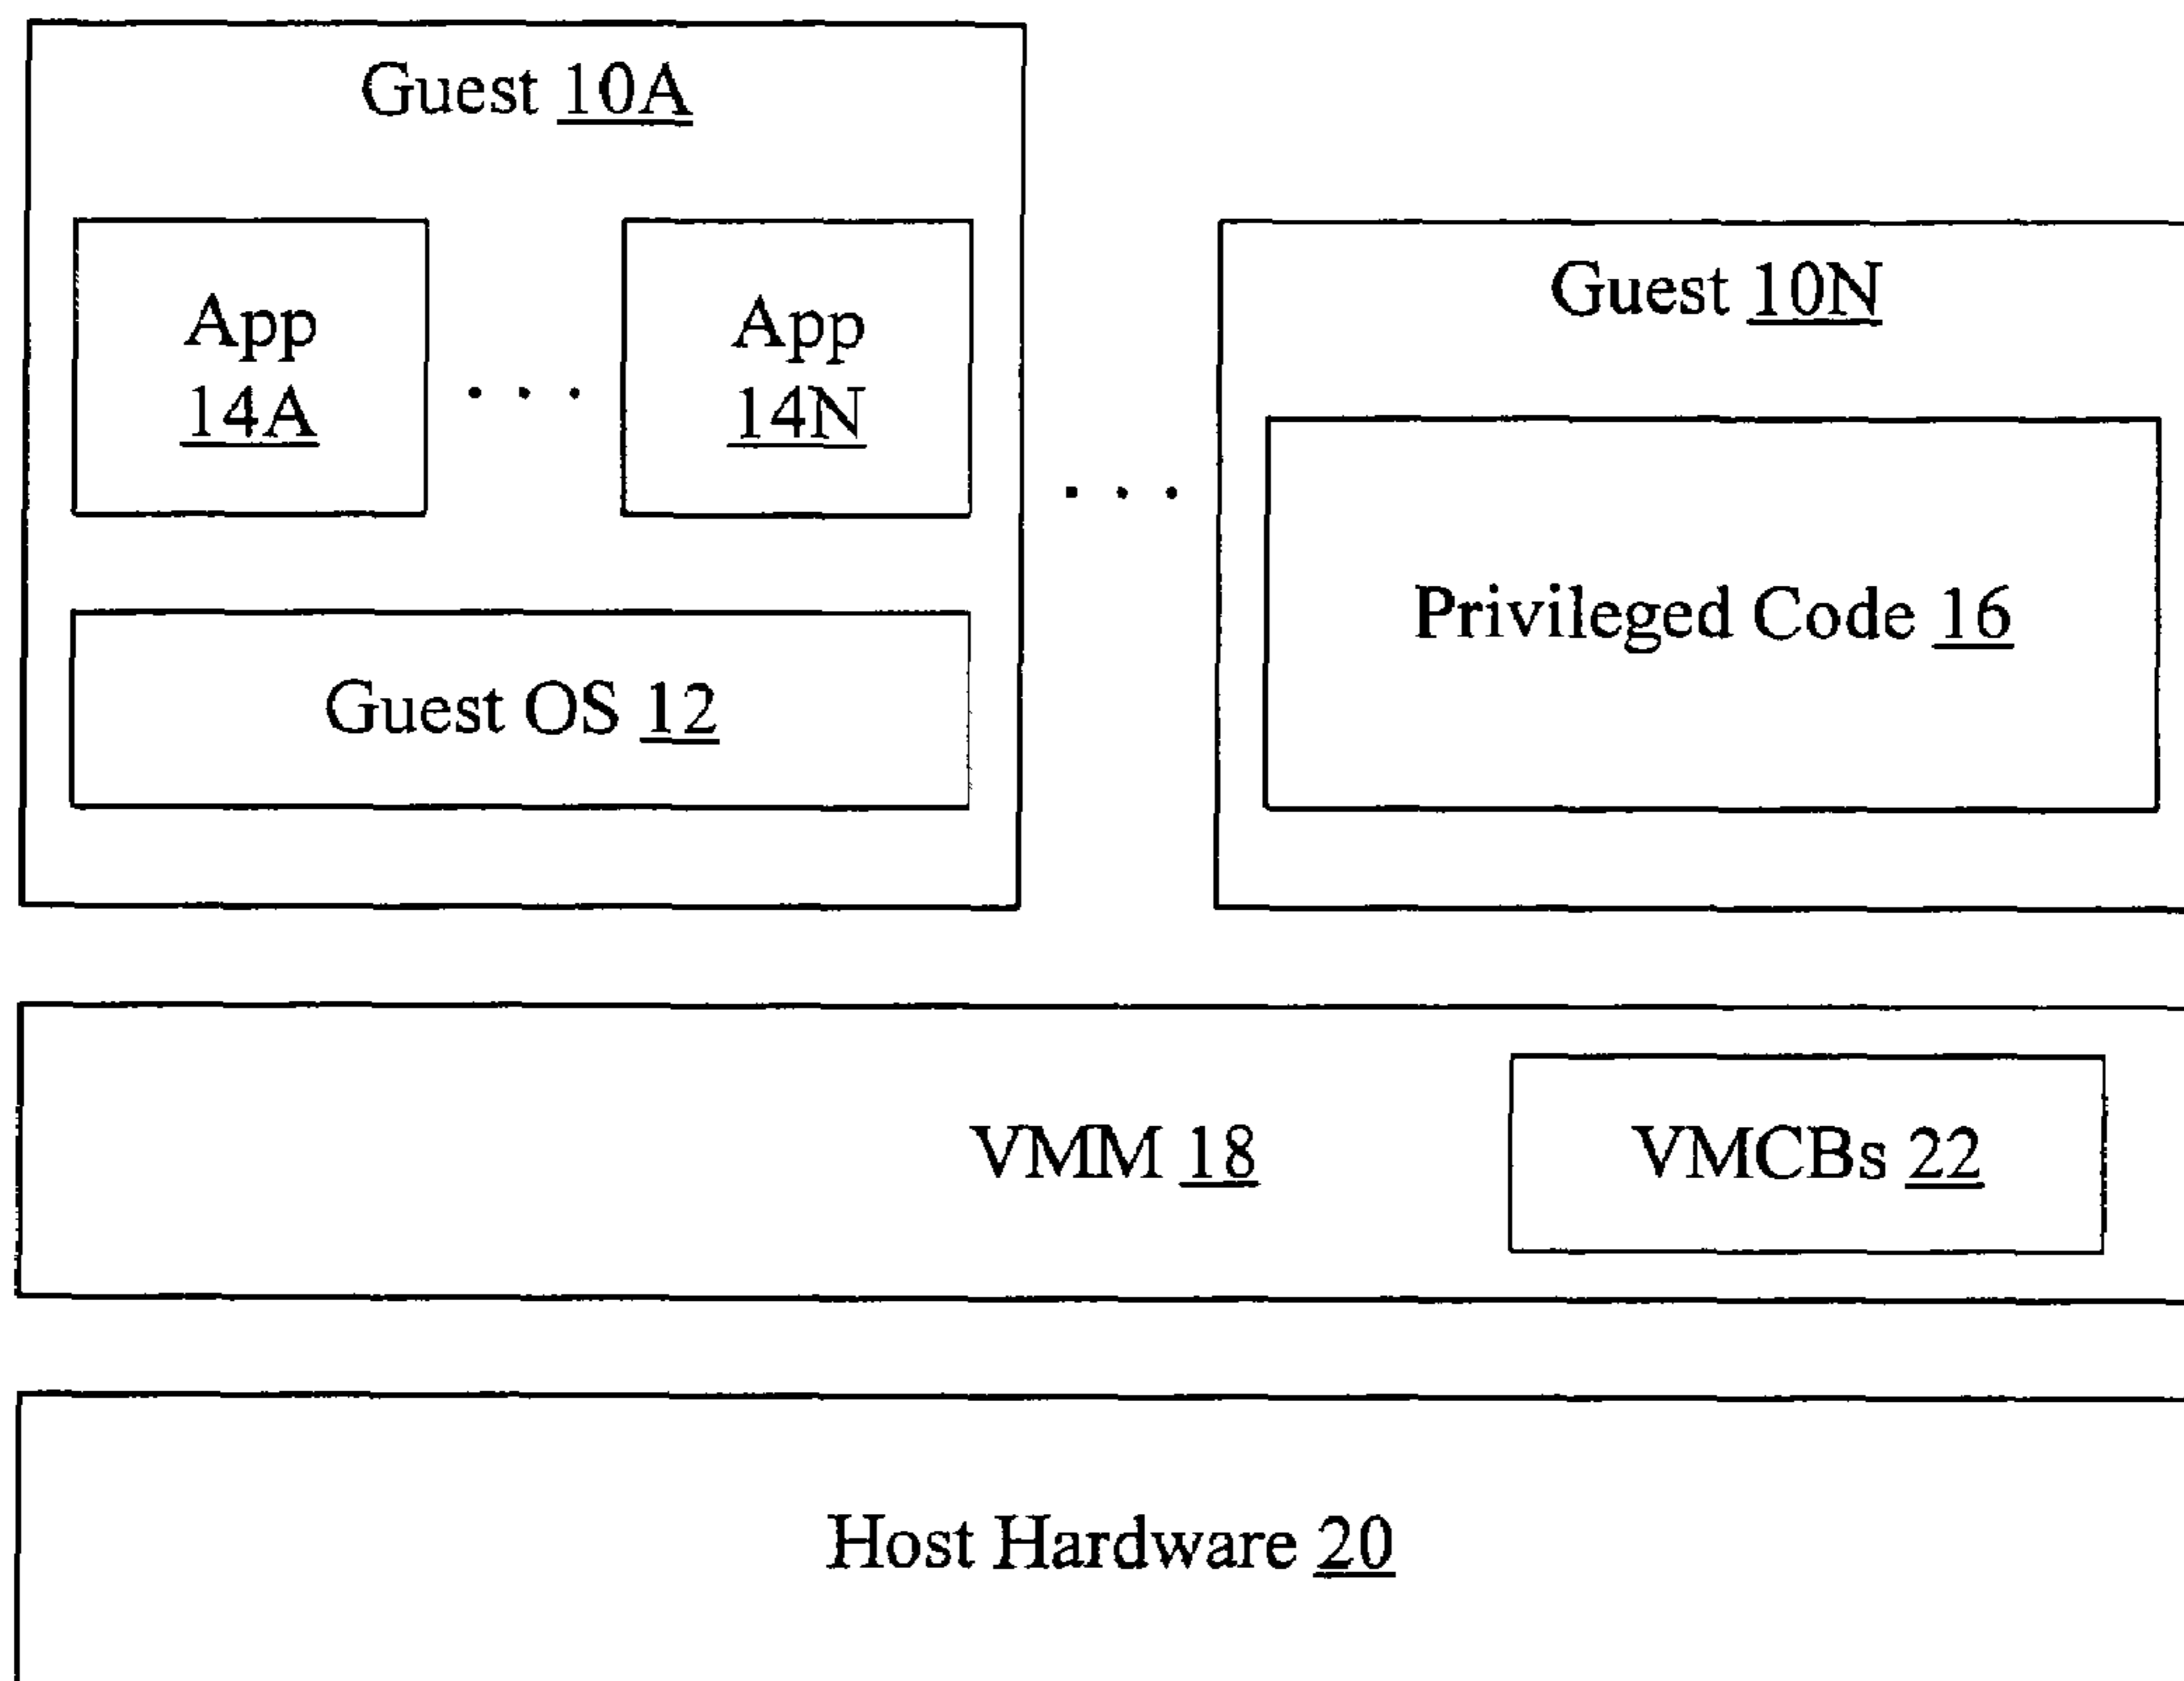 Guest 10A
App
14A
App
14N
Guest OS 12
Guest 10N
Privileged Code 16
VMM 18
VMCBs 22
Host Hardware 20